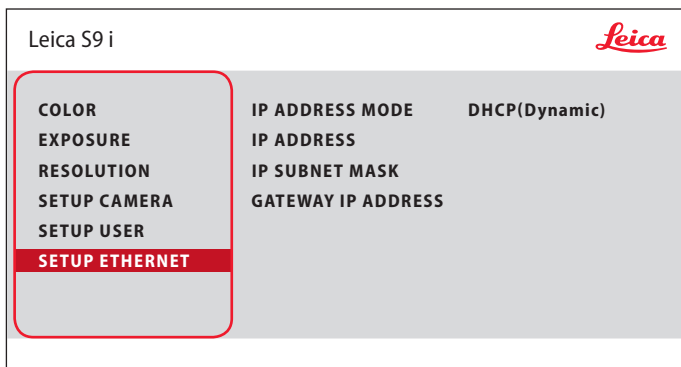 Leica S9 i
Leica
COLOR
EXPOSURE
RESOLUTION
SETUP CAMERA
SETUP USER
SETUP ETHERNET
IP ADDRESS MODE DHCP(Dynamic)
IP ADDRESS
IP SUBNET MASK
GATEWAY IP ADDRESS